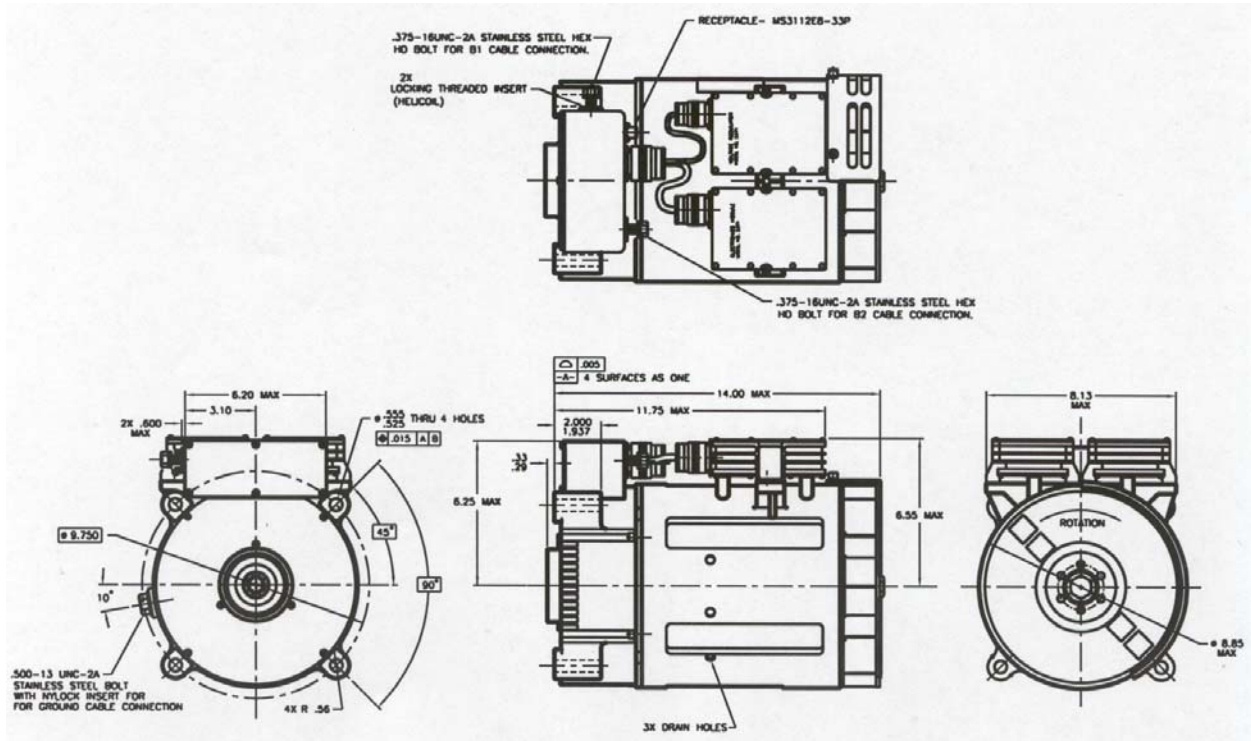 RECEPTACLE- MS3112E8-33P
.375-16UNC-2A STAINLESS STEEL HEX
HD BOLT FOR B1 CABLE CONNECTION.
2X
LOCKING THREADED INSERT
(HELICOIL)
.375-16UNC-2A STAINLESS STEEL HEX
HD BOLT FOR B2 CABLE CONNECTION.
.005
-A- 4 SURFACES AS ONE
14.00 MAX
11.75 MAX
2.000
1.937
.33
.29
6.25 MAX
6.55 MAX
3X DRAIN HOLES
6.20 MAX
3.10
2X .600
MAX
ø .555
.525 THRU 4 HOLES
.015 A B
ø 9.750
45°
90°
10°
.500-13 UNC-2A
STAINLESS STEEL BOLT
WITH NYLOCK INSERT FOR
FOR GROUND CABLE CONNECTION
4X R .56
8.13
MAX
ROTATION
ø 8.85
MAX